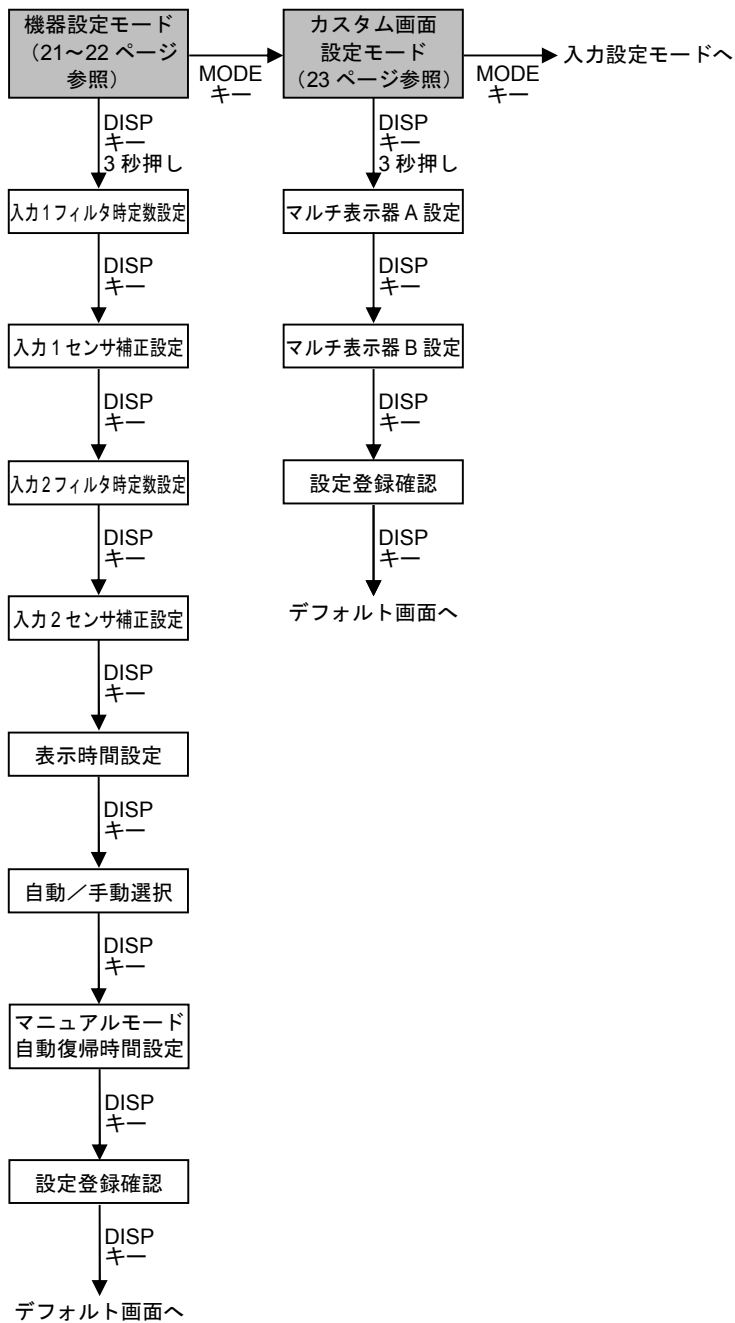 機器設定モード
（21～22 ページ
参照）
MODE
キー
カスタム画面
設定モード
（23 ページ参照）
MODE
キー
入力設定モードへ
DISP
キー
3 秒押し
入力1フィルタ時定数設定
DISP
キー
入力 1 センサ補正設定
DISP
キー
入力2フィルタ時定数設定
DISP
キー
入力 2 センサ補正設定
DISP
キー
表示時間設定
DISP
キー
自動／手動選択
DISP
キー
マニュアルモード
自動復帰時間設定
DISP
キー
設定登録確認
DISP
キー
デフォルト画面へ
DISP
キー
3 秒押し
マルチ表示器 A 設定
DISP
キー
マルチ表示器 B 設定
DISP
キー
設定登録確認
DISP
キー
デフォルト画面へ